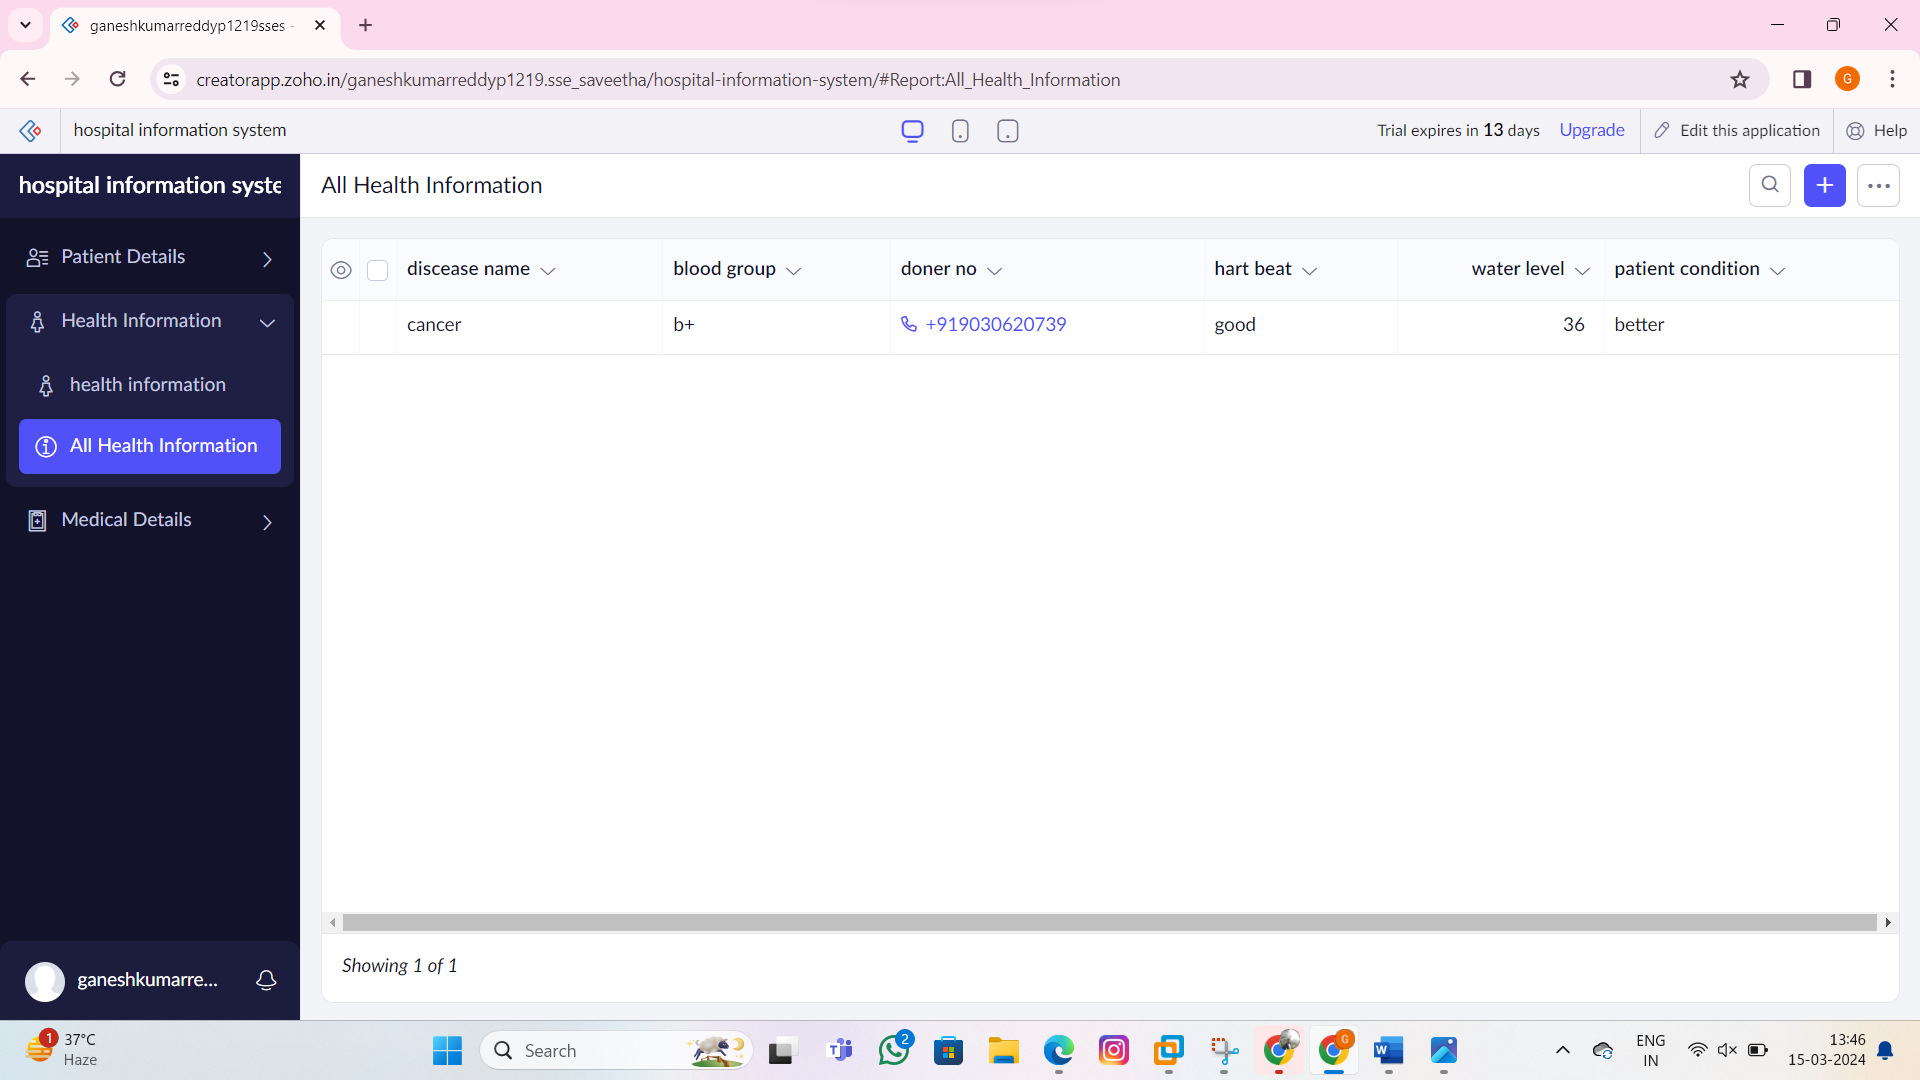 ganeshkumarreddyp1219sses -
creatorapp.zoho.in/ganeshkumarreddyp1219.sse_saveetha/hospital-information-system/#Report:All_Health_Information
G
hospital information system
Trial expires in 13 days
Upgrade
Edit this application
Help
hospital information syste
All Health Information
Patient Details
Health Information
health information
All Health Information
Medical Details
discease name
blood group
doner no
hart beat
water level
patient condition
cancer
b+
+919030620739
good
36
better
Showing 1 of 1
ganeshkumarre...
1
37°C
Haze
Search
2
G
ENG
IN
13:46
15-03-2024